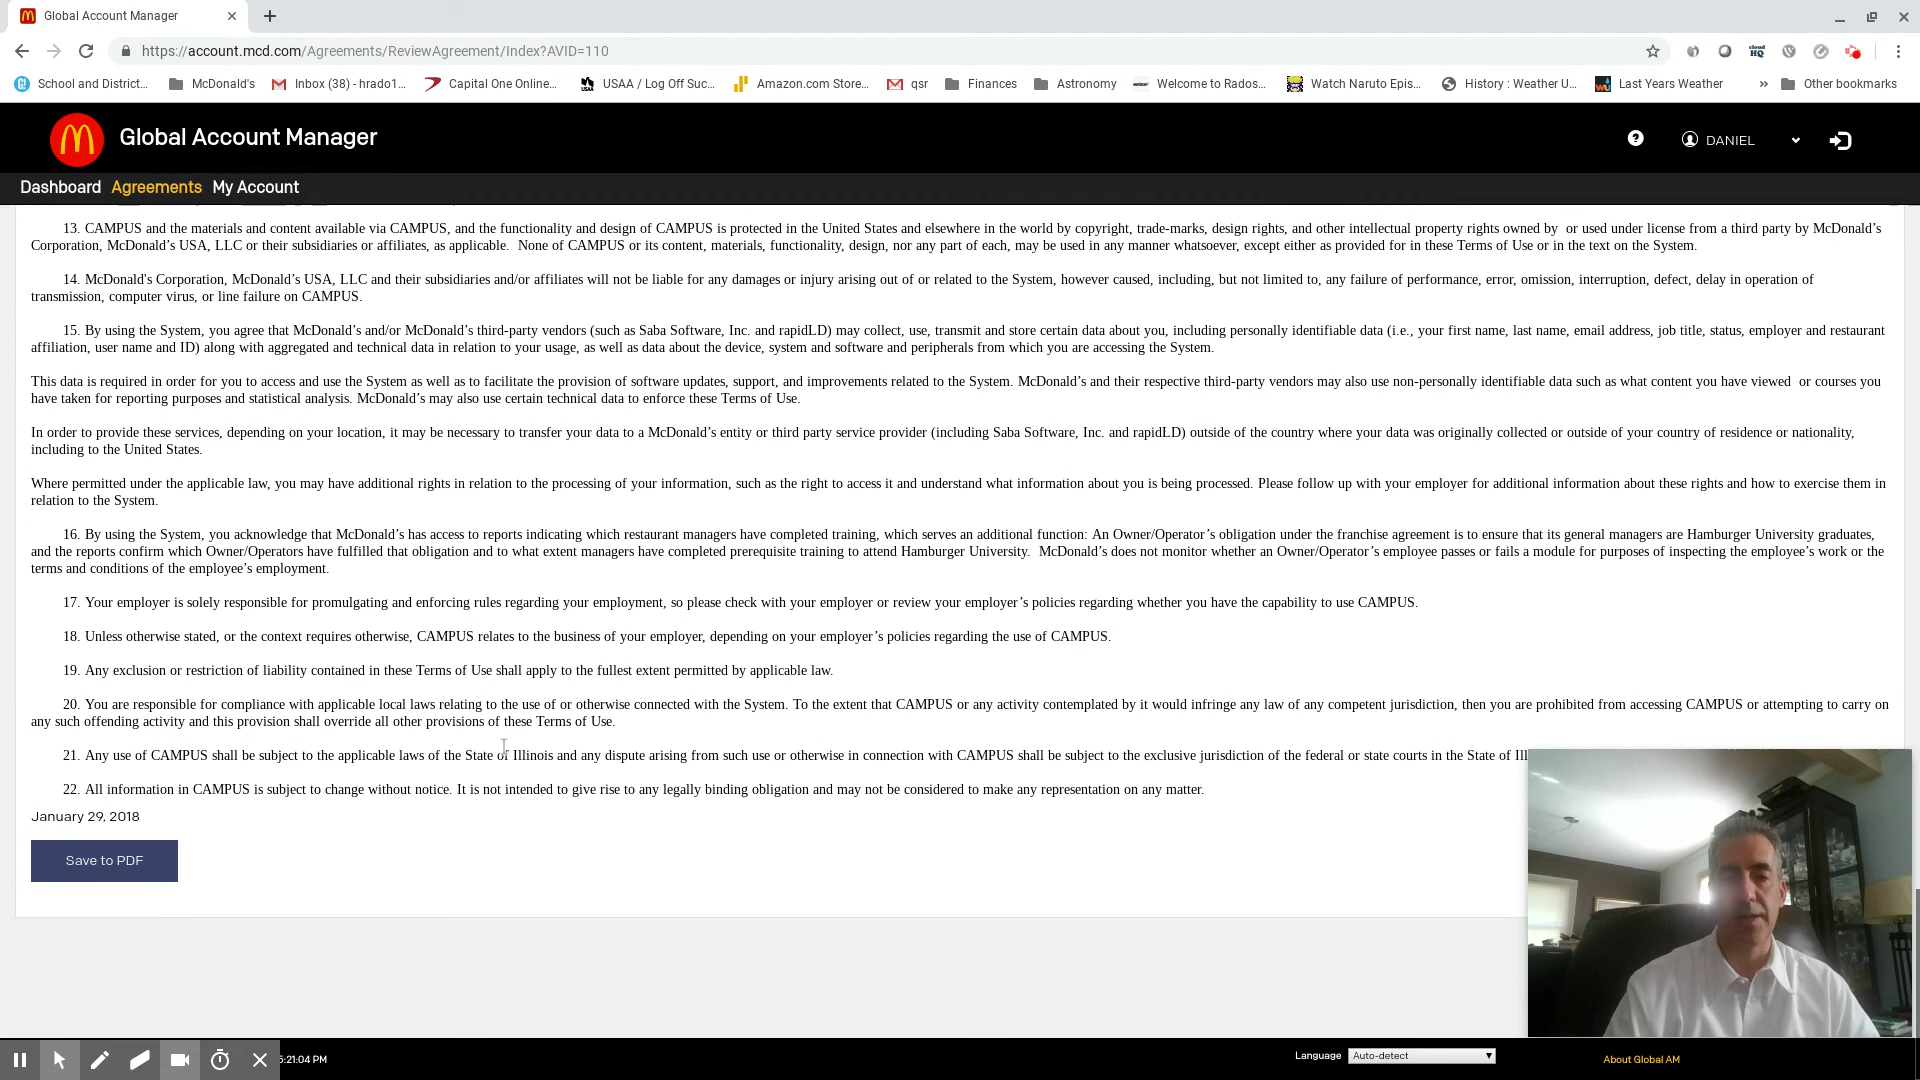 Global Account Manager
https://account.mcd.com/Agreements/ReviewAgreement/Index?AVID=110
School and District... McDonald's Inbox (38) - hrado1... Capital One Online... USAA / Log Off Suc... Amazon.com Store... qsr Finances Astronomy Welcome to Rados... Watch Naruto Epis... History : Weather U... Last Years Weather » Other bookmarks
Global Account Manager
DANIEL
Dashboard Agreements My Account
13. CAMPUS and the materials and content available via CAMPUS, and the functionality and design of CAMPUS is protected in the United States and elsewhere in the world by copyright, trade-marks, design rights, and other intellectual property rights owned by or used under license from a third party by McDonald’s
Corporation, McDonald’s USA, LLC or their subsidiaries or affiliates, as applicable. None of CAMPUS or its content, materials, functionality, design, nor any part of each, may be used in any manner whatsoever, except either as provided for in these Terms of Use or in the text on the System.
14. McDonald's Corporation, McDonald’s USA, LLC and their subsidiaries and/or affiliates will not be liable for any damages or injury arising out of or related to the System, however caused, including, but not limited to, any failure of performance, error, omission, interruption, defect, delay in operation of
transmission, computer virus, or line failure on CAMPUS.
15. By using the System, you agree that McDonald’s and/or McDonald’s third-party vendors (such as Saba Software, Inc. and rapidLD) may collect, use, transmit and store certain data about you, including personally identifiable data (i.e., your first name, last name, email address, job title, status, employer and restaurant
affiliation, user name and ID) along with aggregated and technical data in relation to your usage, as well as data about the device, system and software and peripherals from which you are accessing the System.
This data is required in order for you to access and use the System as well as to facilitate the provision of software updates, support, and improvements related to the System. McDonald’s and their respective third-party vendors may also use non-personally identifiable data such as what content you have viewed or courses you
have taken for reporting purposes and statistical analysis. McDonald’s may also use certain technical data to enforce these Terms of Use.
In order to provide these services, depending on your location, it may be necessary to transfer your data to a McDonald’s entity or third party service provider (including Saba Software, Inc. and rapidLD) outside of the country where your data was originally collected or outside of your country of residence or nationality,
including to the United States.
Where permitted under the applicable law, you may have additional rights in relation to the processing of your information, such as the right to access it and understand what information about you is being processed. Please follow up with your employer for additional information about these rights and how to exercise them in
relation to the System.
16. By using the System, you acknowledge that McDonald’s has access to reports indicating which restaurant managers have completed training, which serves an additional function: An Owner/Operator’s obligation under the franchise agreement is to ensure that its general managers are Hamburger University graduates,
and the reports confirm which Owner/Operators have fulfilled that obligation and to what extent managers have completed prerequisite training to attend Hamburger University. McDonald’s does not monitor whether an Owner/Operator’s employee passes or fails a module for purposes of inspecting the employee’s work or the
terms and conditions of the employee’s employment.
17. Your employer is solely responsible for promulgating and enforcing rules regarding your employment, so please check with your employer or review your employer’s policies regarding whether you have the capability to use CAMPUS.
18. Unless otherwise stated, or the context requires otherwise, CAMPUS relates to the business of your employer, depending on your employer’s policies regarding the use of CAMPUS.
19. Any exclusion or restriction of liability contained in these Terms of Use shall apply to the fullest extent permitted by applicable law.
20. You are responsible for compliance with applicable local laws relating to the use of or otherwise connected with the System. To the extent that CAMPUS or any activity contemplated by it would infringe any law of any competent jurisdiction, then you are prohibited from accessing CAMPUS or attempting to carry on
any such offending activity and this provision shall override all other provisions of these Terms of Use.
21. Any use of CAMPUS shall be subject to the applicable laws of the State of Illinois and any dispute arising from such use or otherwise in connection with CAMPUS shall be subject to the exclusive jurisdiction of the federal or state courts in the State of Ill
22. All information in CAMPUS is subject to change without notice. It is not intended to give rise to any legally binding obligation and may not be considered to make any representation on any matter.
January 29, 2018
Save to PDF
5:21:04 PM
Language Auto-detect
About Global AM